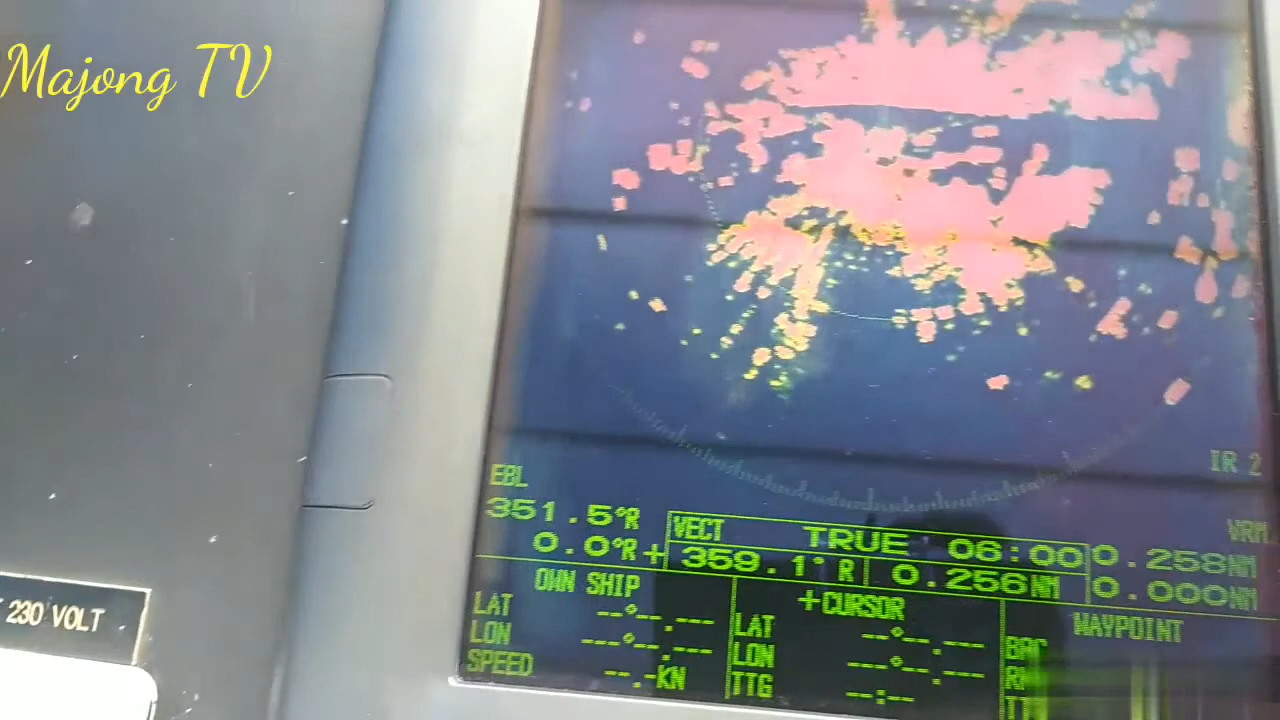 Majong TV
IR 2
EBL
351.5°R
0.0°R+
VECT TRUE 06:00
359.1° R 0.256NM
VRM
0.258NM
0.000NM
OWN SHIP
LAT --°--.---
LON ---°--.---
SPEED --.-KN
+CURSOR
LAT --°--.---
LON ---°--.---
TTG --:--
WAYPOINT
230 VOLT